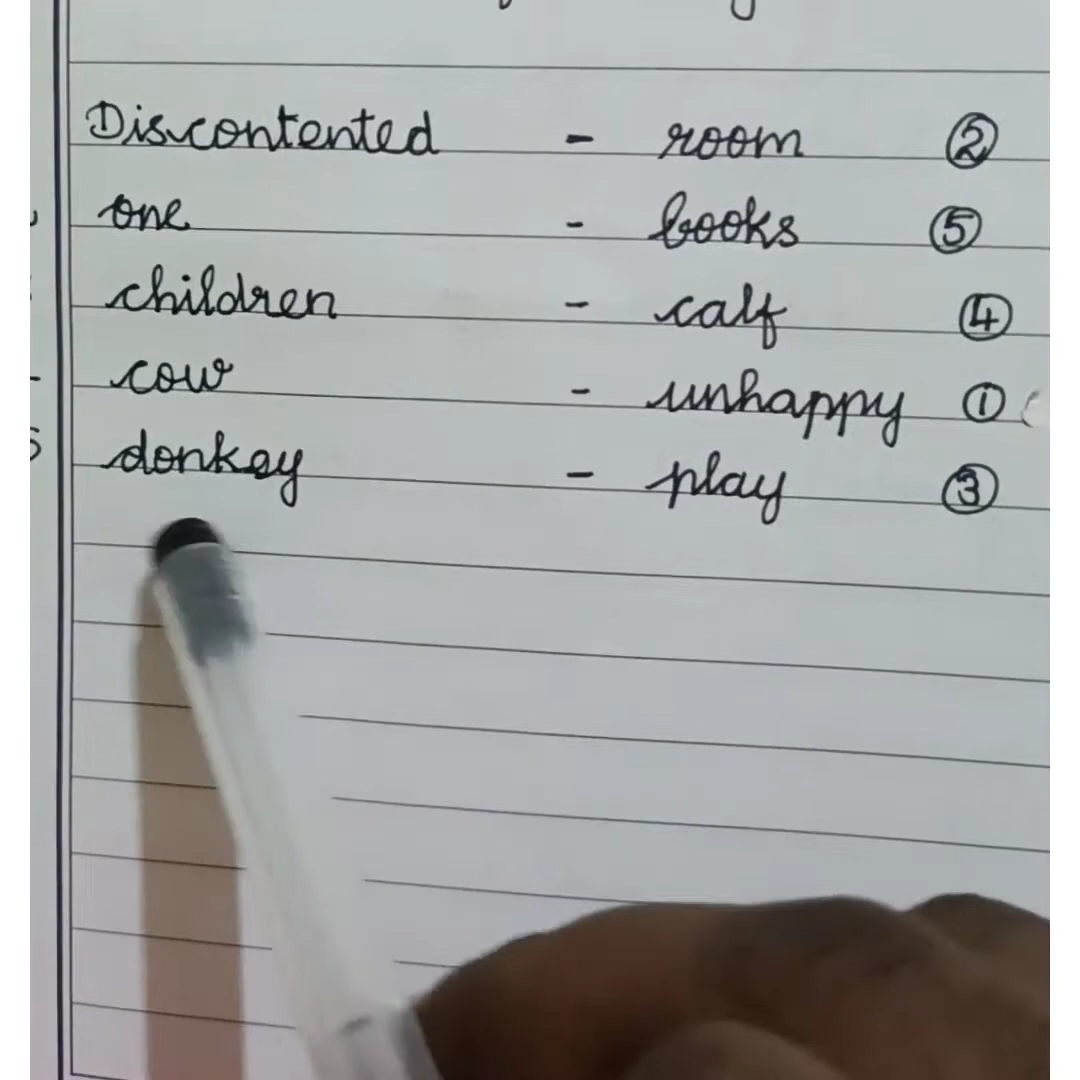 Discontented - room ②
one - books ⑤
children - calf ④
cow - unhappy ①
donkey - play ③